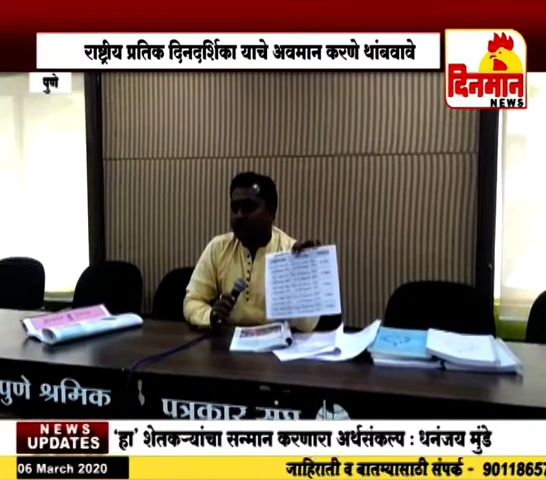 राष्ट्रीय प्रतिक दिनदर्शिका याचे अवमान करणे थांबवावे
पुणे
दिनमान
NEWS
पुणे श्रमिक
पत्रकार संघ
NEWS
UPDATES
'हा' शेतकऱ्यांचा सन्मान करणारा अर्थसंकल्प : धनंजय मुंडे
06 March 2020
जाहिराती व बातम्यासाठी संपर्क - 90118657